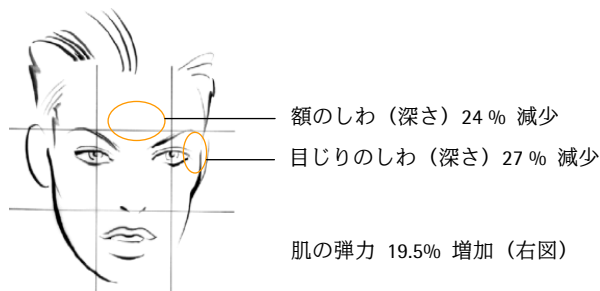 額のしわ（深さ）24 % 減少
目じりのしわ（深さ）27 % 減少
肌の弾力 19.5% 増加（右図）